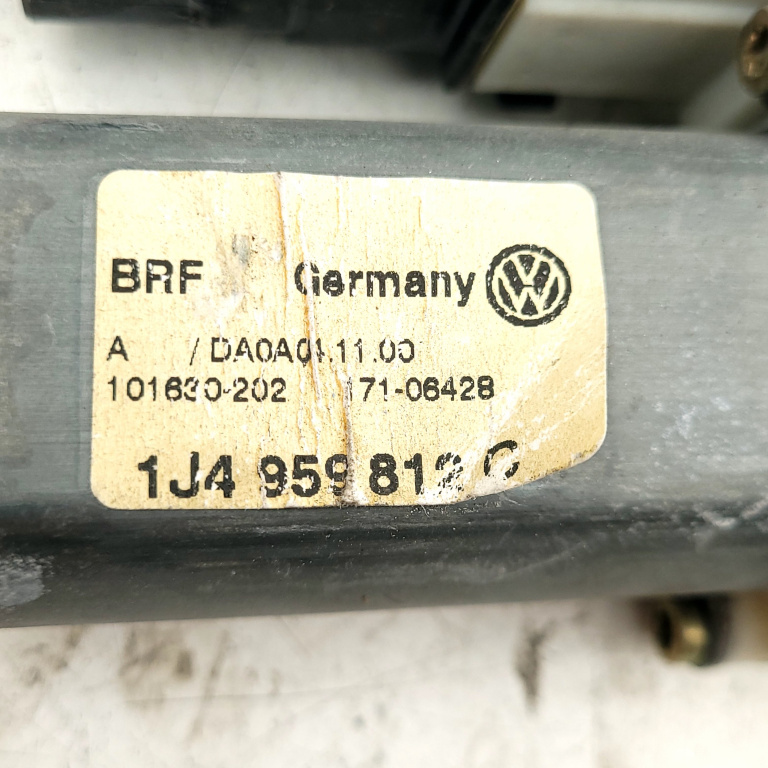 BRF Germany
A / DA0A04.11.00
101630-202 171-06428
1J4 959 812 C